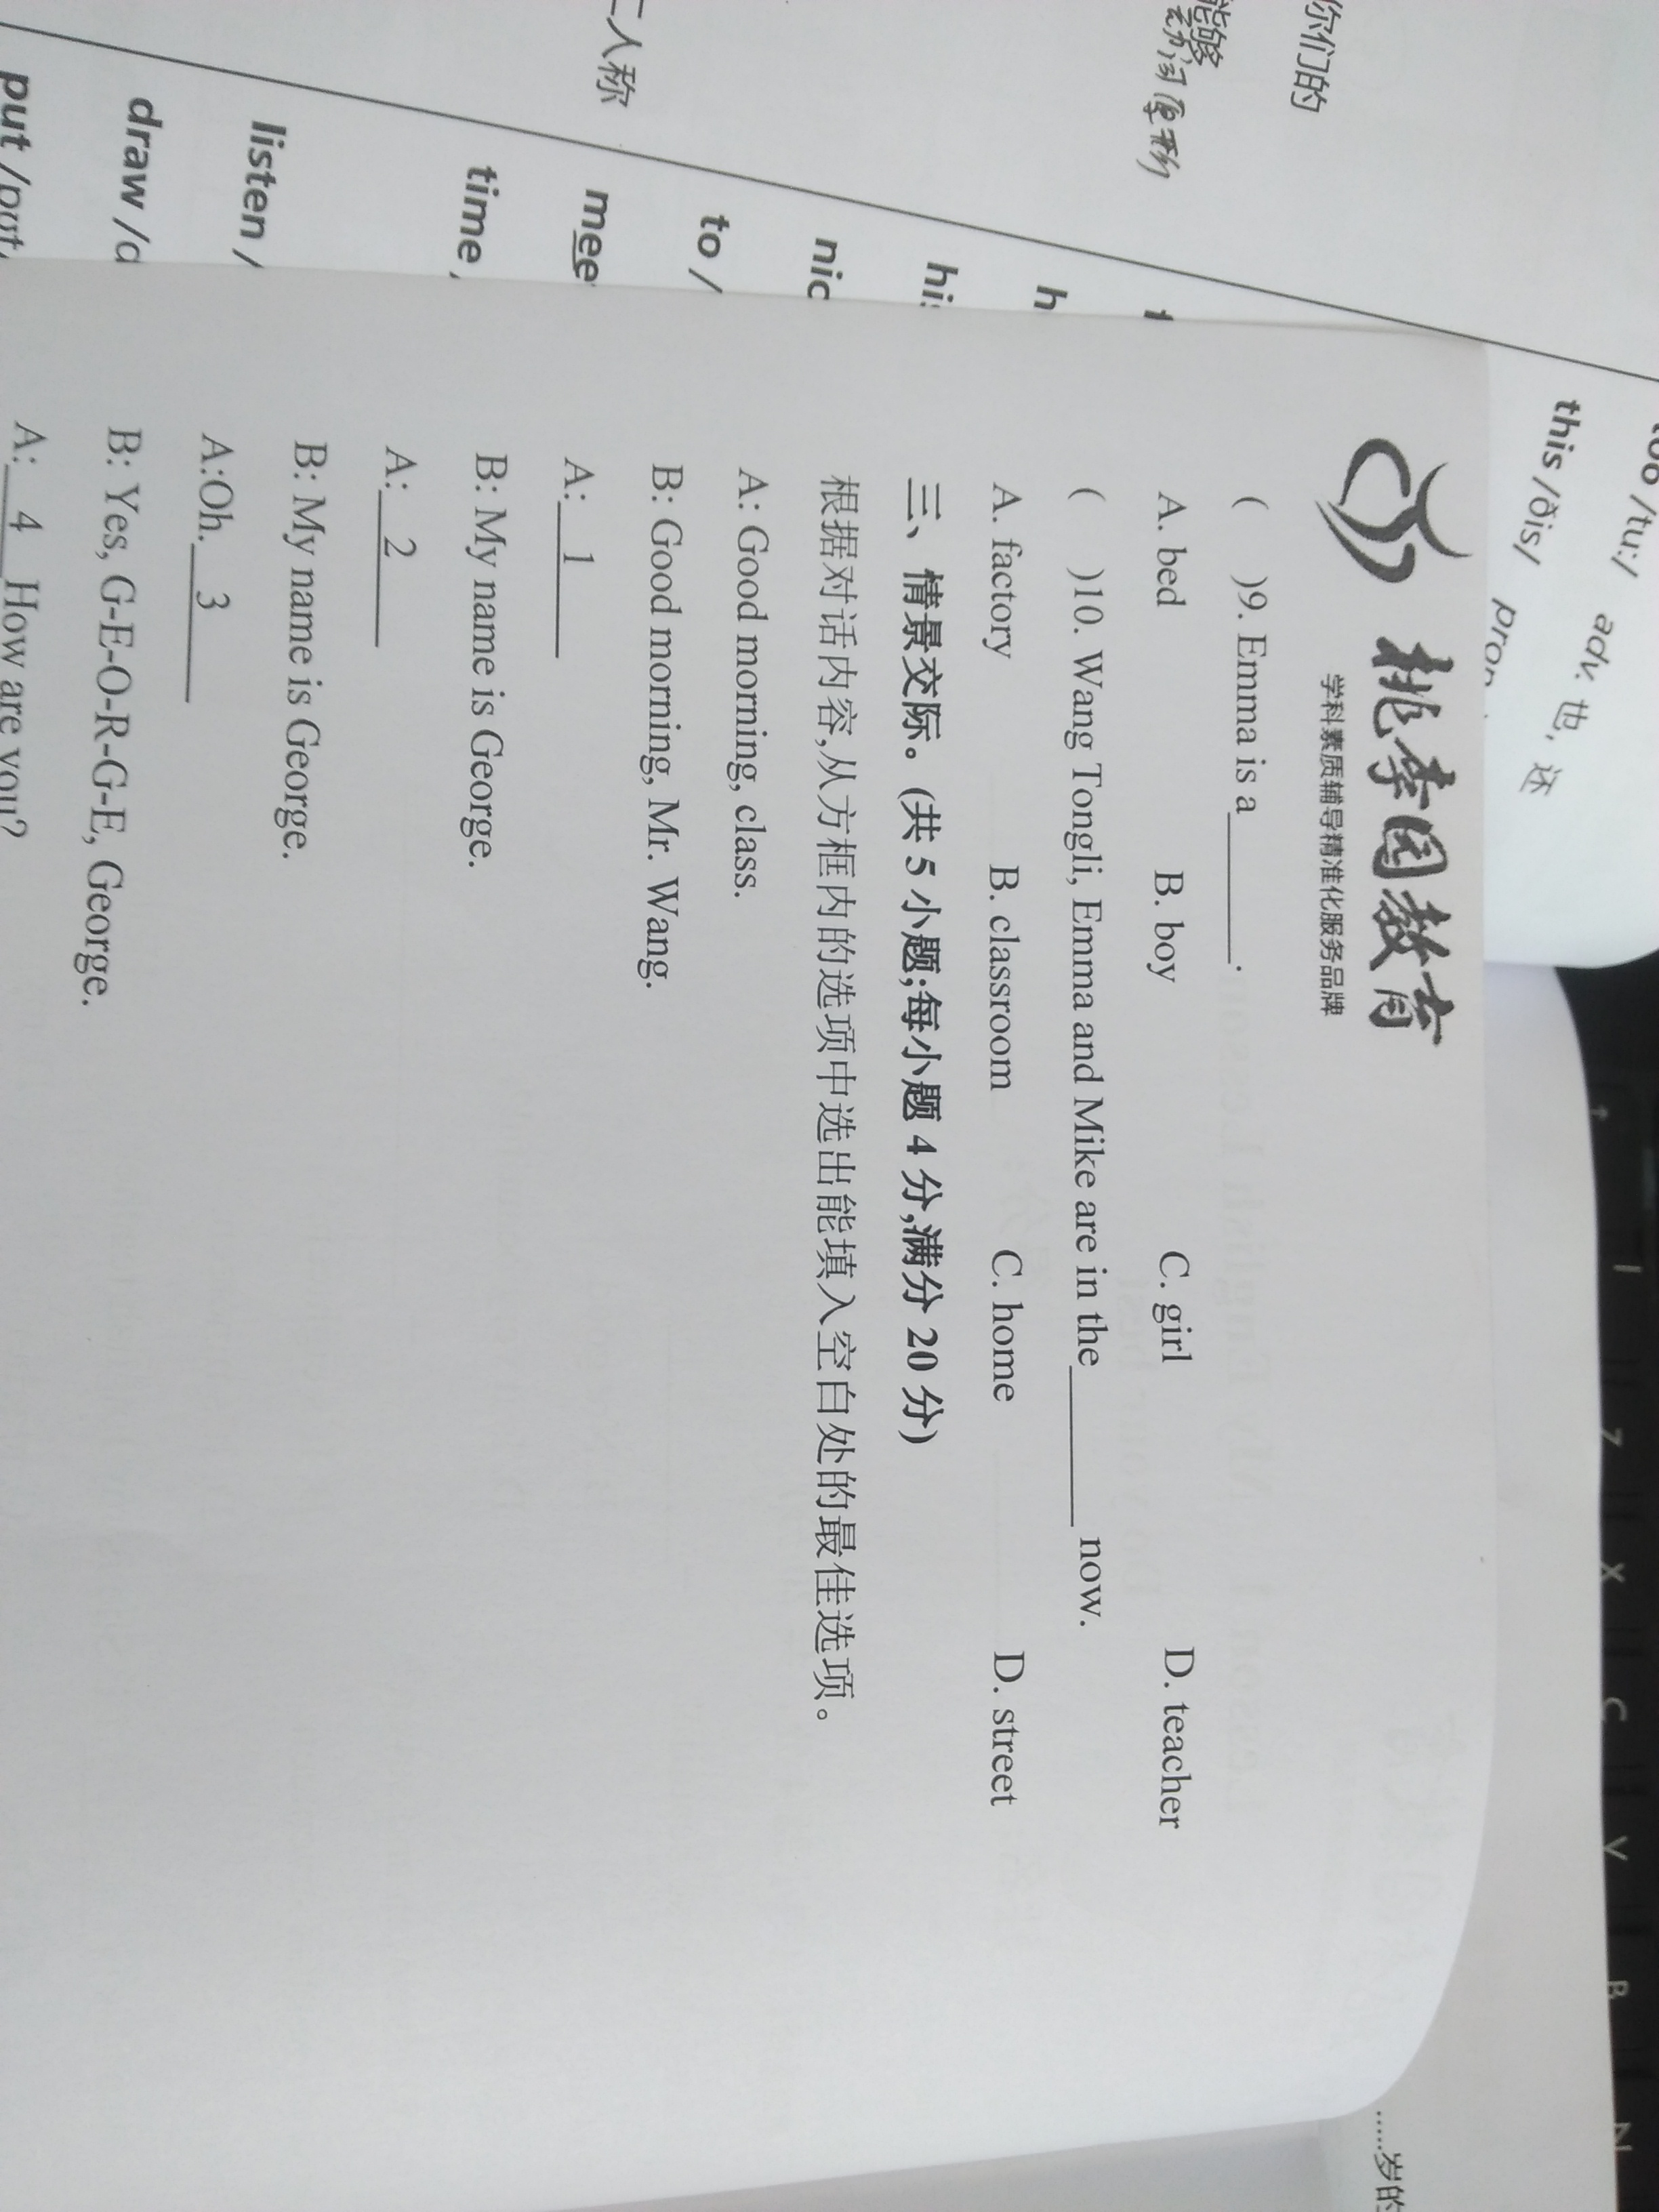 桃李园教育
学科素质辅导精准化服务品牌
( )9. Emma is a______.
A. bed B. boy C. girl D. teacher
( )10. Wang Tongli, Emma and Mike are in the______ now.
A. factory B. classroom C. home D. street
三、情景交际。(共 5 小题;每小题 4 分,满分 20 分)
根据对话内容,从方框内的选项中选出能填入空白处的最佳选项。
A: Good morning, class.
B: Good morning, Mr. Wang.
A: 1
B: My name is George.
A: 2
B: My name is George.
A:Oh. 3
B: Yes, G-E-O-R-G-E, George.
A: 4 How are you?
你们的
能够
动词原形
二人称
too /tu:/ adv. 也, 还
this /ðis/ pron
h
hi
nic
to /
mee
time
listen /
draw /d
put /put
……岁的
I
Z
X
C
V
B
N